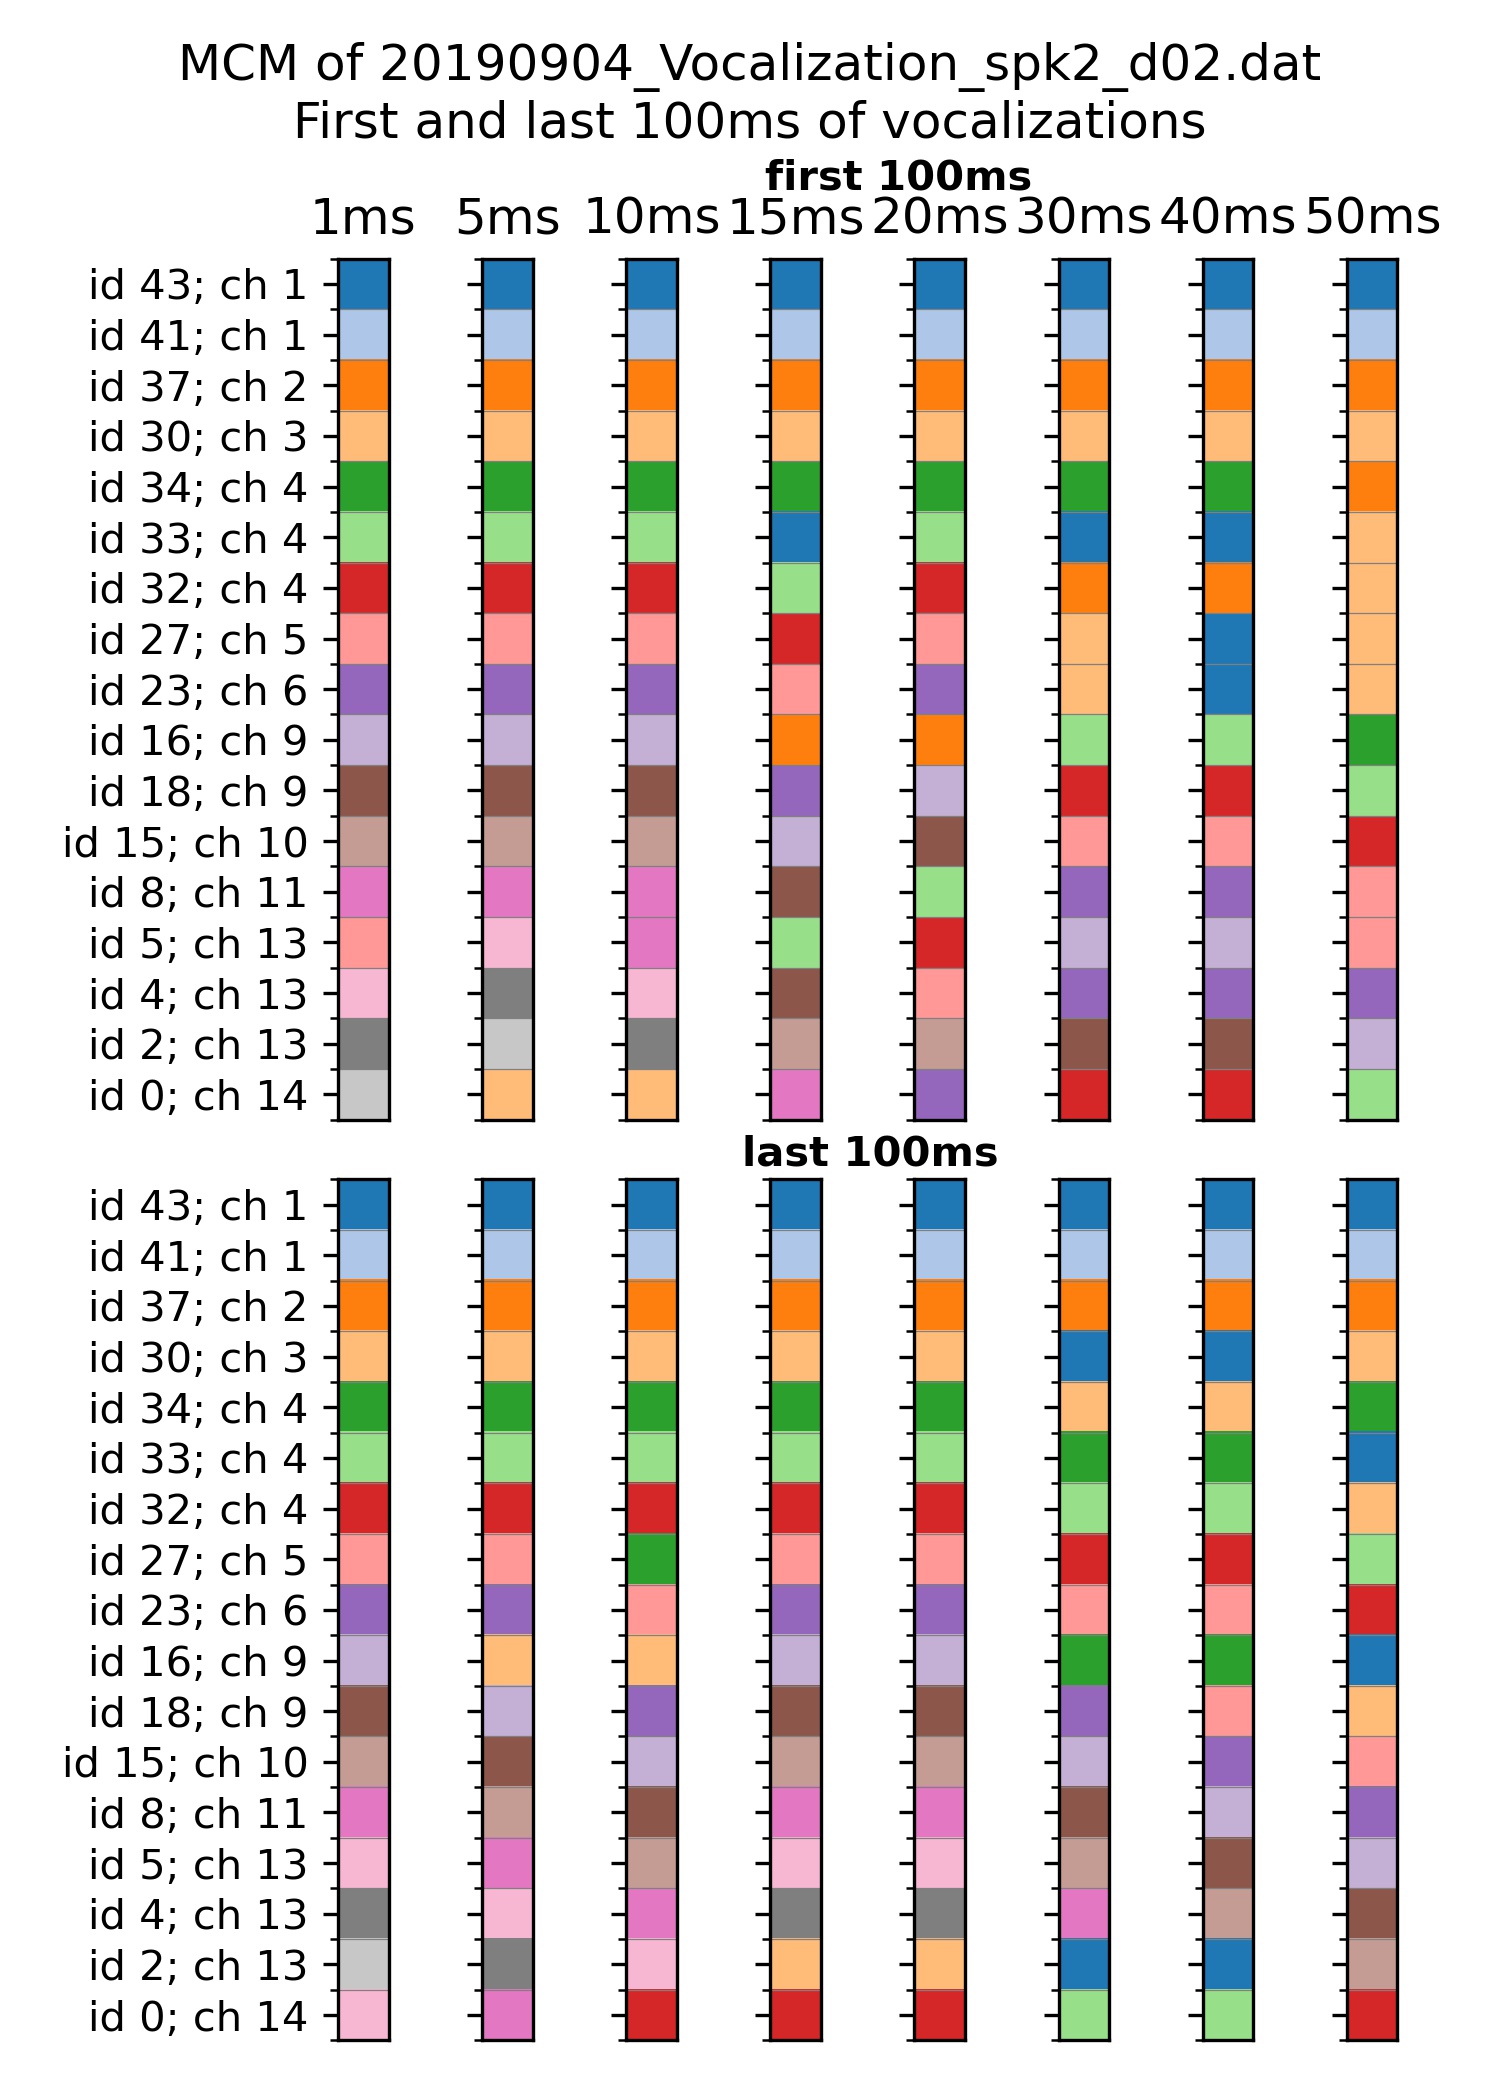 MCM of 20190904_Vocalization_spk2_d02.dat
First and last 100ms of vocalizations
first 100ms
1ms 5ms 10ms 15ms 20ms 30ms 40ms 50ms
id 43; ch 1
id 41; ch 1
id 37; ch 2
id 30; ch 3
id 34; ch 4
id 33; ch 4
id 32; ch 4
id 27; ch 5
id 23; ch 6
id 16; ch 9
id 18; ch 9
id 15; ch 10
id 8; ch 11
id 5; ch 13
id 4; ch 13
id 2; ch 13
id 0; ch 14
last 100ms
id 43; ch 1
id 41; ch 1
id 37; ch 2
id 30; ch 3
id 34; ch 4
id 33; ch 4
id 32; ch 4
id 27; ch 5
id 23; ch 6
id 16; ch 9
id 18; ch 9
id 15; ch 10
id 8; ch 11
id 5; ch 13
id 4; ch 13
id 2; ch 13
id 0; ch 14